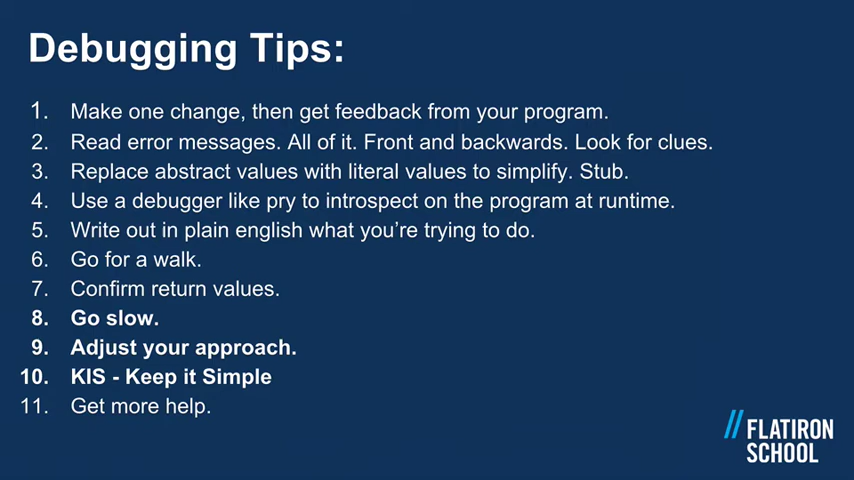 Debugging Tips:
1. Make one change, then get feedback from your program.
2. Read error messages. All of it. Front and backwards. Look for clues.
3. Replace abstract values with literal values to simplify. Stub.
4. Use a debugger like pry to introspect on the program at runtime.
5. Write out in plain english what you’re trying to do.
6. Go for a walk.
7. Confirm return values.
8. Go slow.
9. Adjust your approach.
10. KIS - Keep it Simple
11. Get more help.
// FLATIRON
SCHOOL